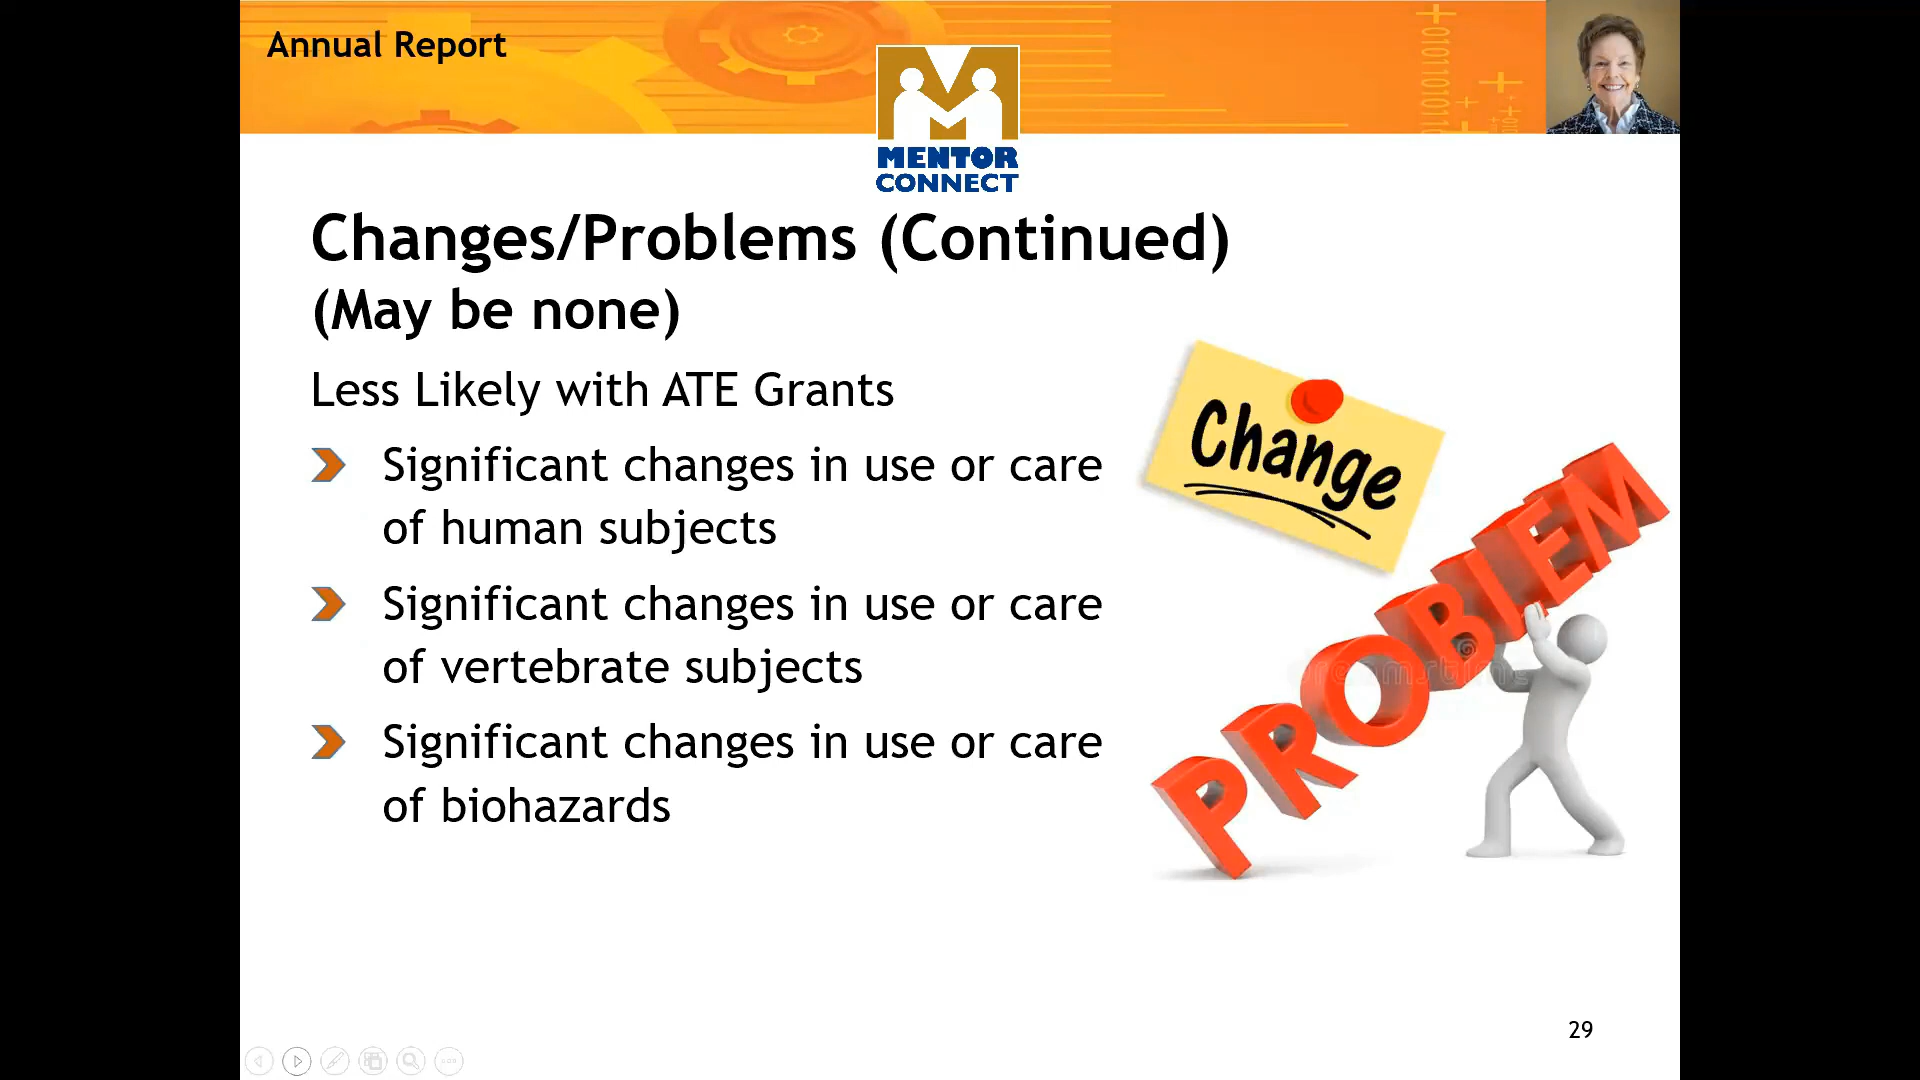 Annual Report
MENTOR
CONNECT
Changes/Problems (Continued)
(May be none)
Less Likely with ATE Grants
Significant changes in use or care
of human subjects
Significant changes in use or care
of vertebrate subjects
Significant changes in use or care
of biohazards
Change
PROBLEM
dreamstime
29